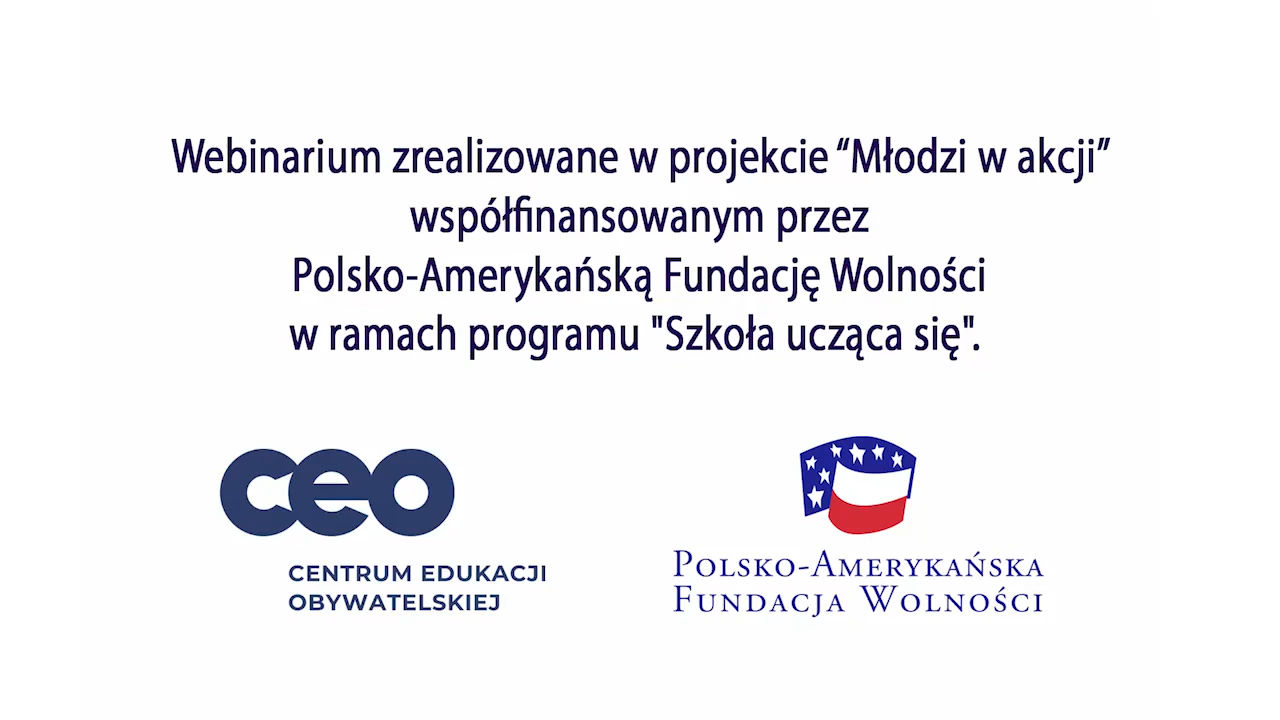 Webinarium zrealizowane w projekcie “Młodzi w akcji”
współfinansowanym przez
Polsko-Amerykańską Fundację Wolności
w ramach programu "Szkoła ucząca się".
ceo
CENTRUM EDUKACJI
OBYWATELSKIEJ
POLSKO-AMERYKAŃSKA
FUNDACJA WOLNOŚCI